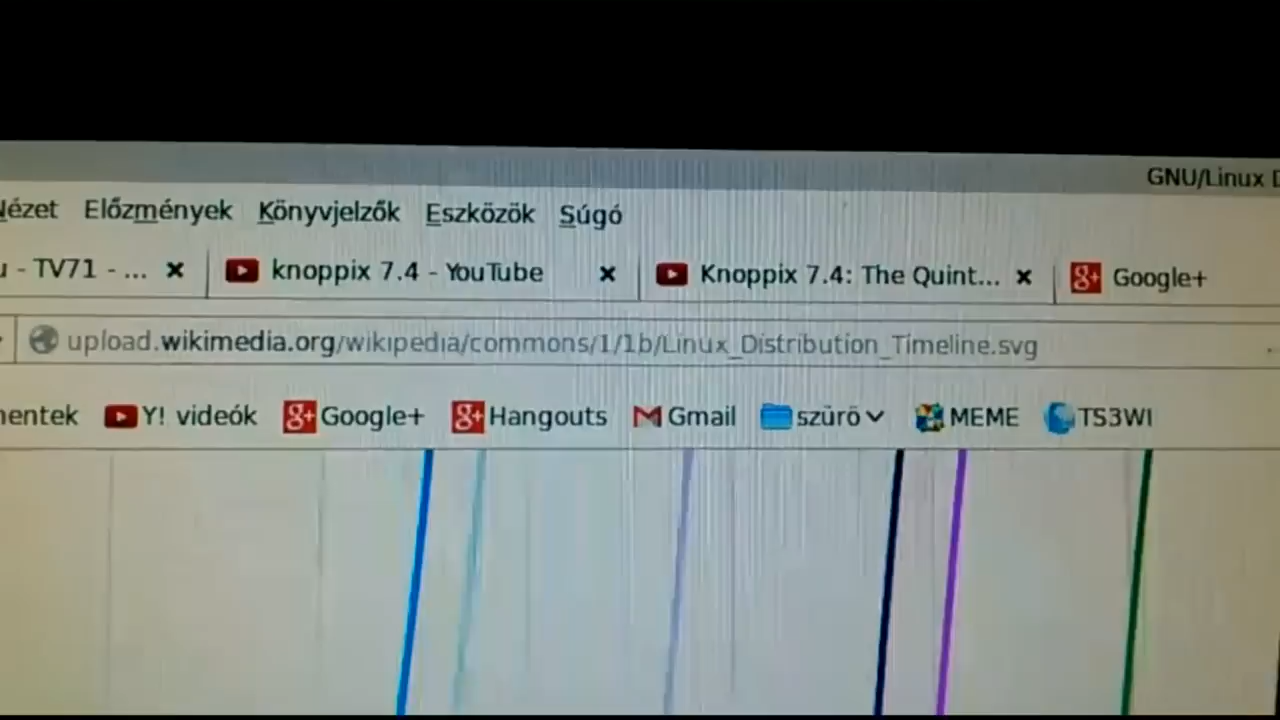 GNU/Linux
Nézet Előzmények Könyvjelzők Eszközök Súgó
- TV71 - ... knoppix 7.4 - YouTube Knoppix 7.4: The Quint... Google+
upload.wikimedia.org/wikipedia/commons/1/1b/Linux_Distribution_Timeline.svg
Y! videók Google+ Hangouts Gmail szűrő MEME TS3WI